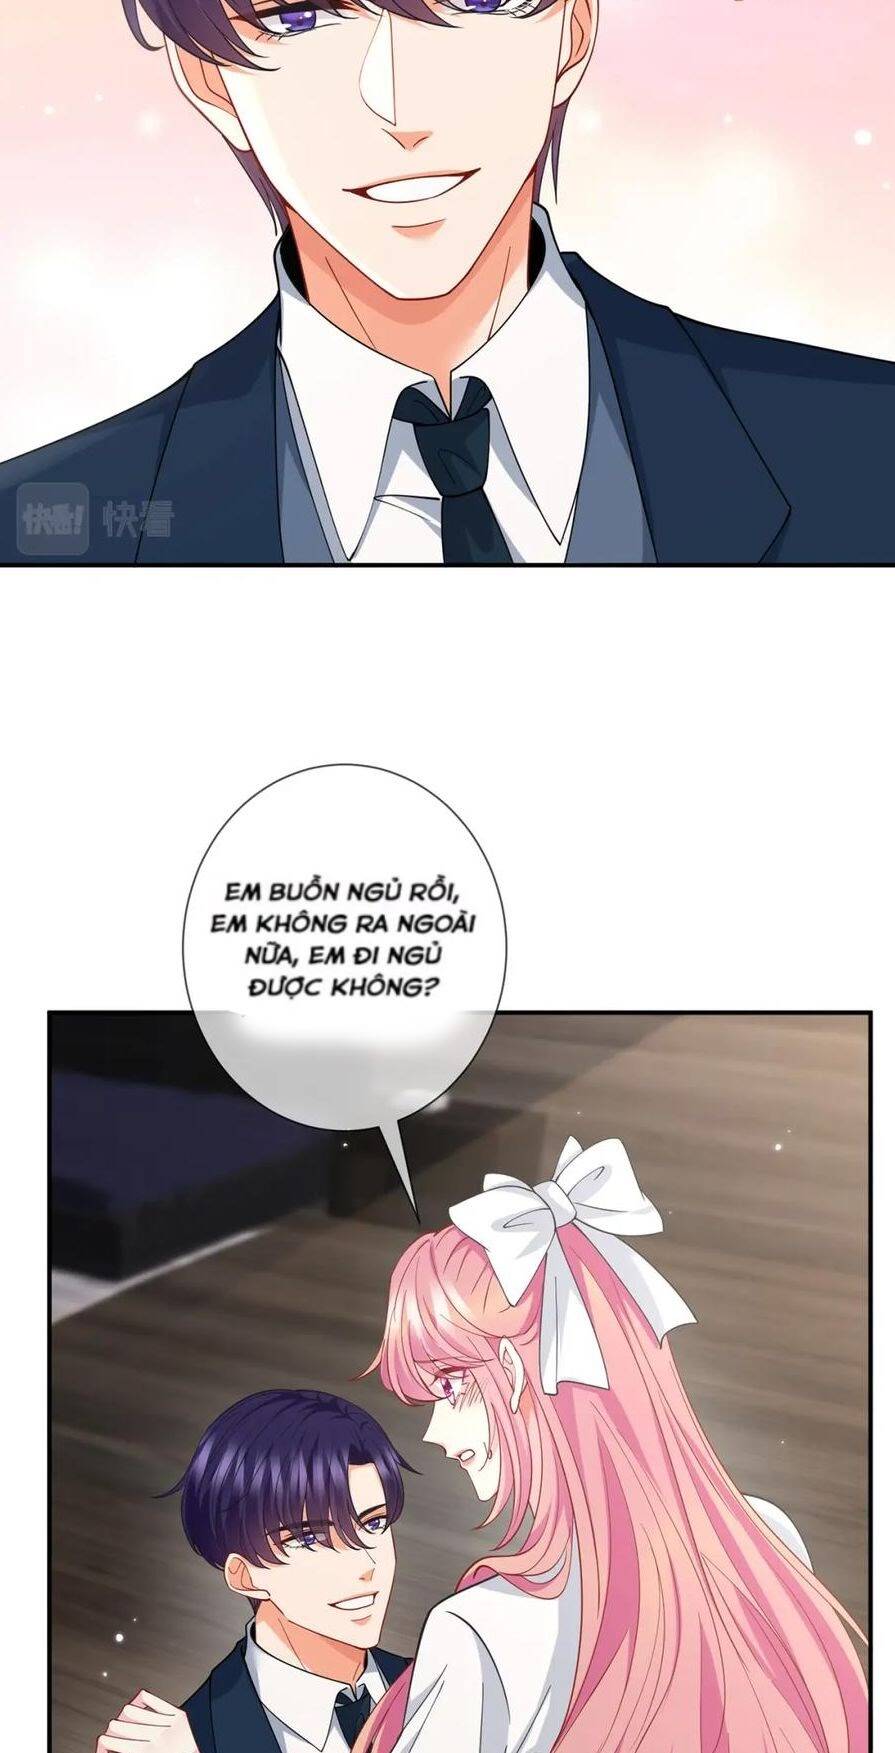 快看! 快看
EM BUỒN NGỦ RỒI,
EM KHÔNG RA NGOÀI
NỮA, EM ĐI NGỦ
ĐƯỢC KHÔNG?